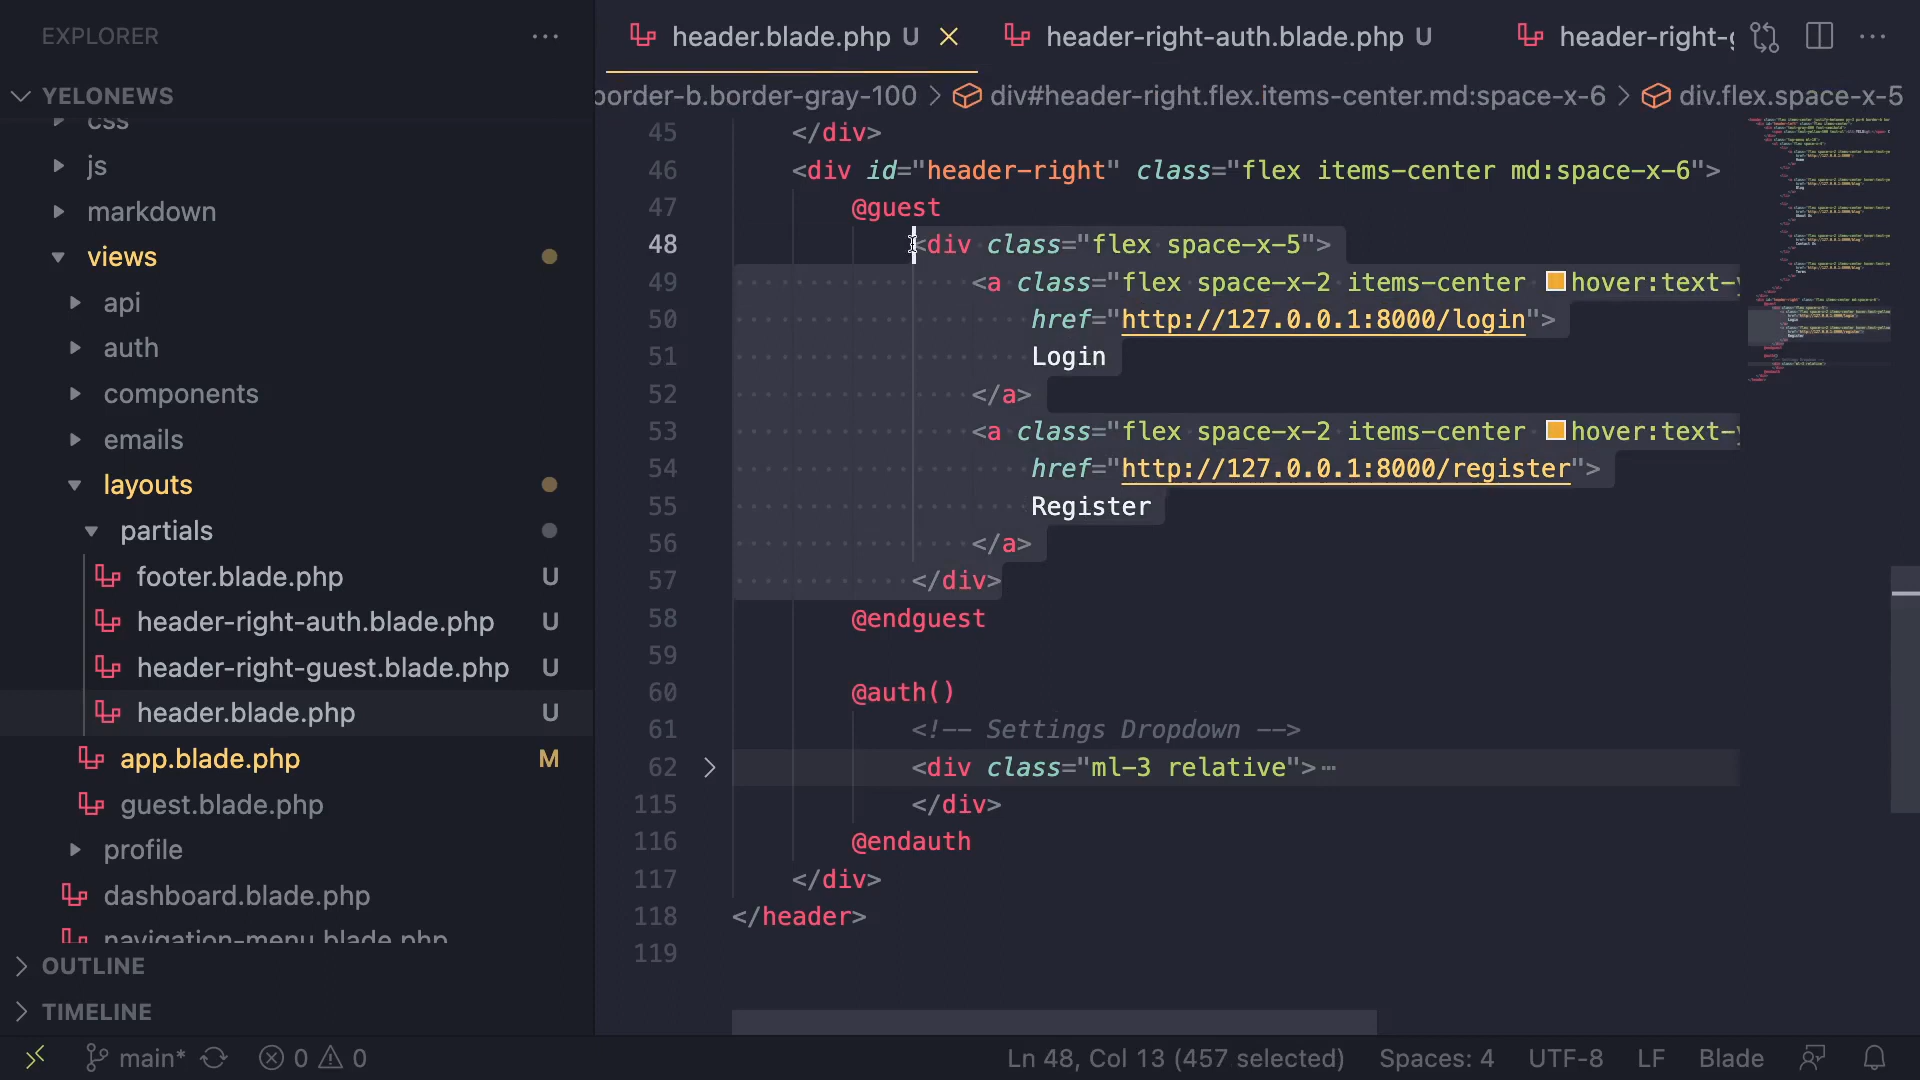 EXPLORER
YELONEWS
css
js
markdown
views
api
auth
components
emails
layouts
partials
footer.blade.php U
header-right-auth.blade.php U
header-right-guest.blade.php U
header.blade.php U
app.blade.php M
guest.blade.php
profile
dashboard.blade.php
navigation-menu.blade.php
OUTLINE
TIMELINE
header.blade.php U
header-right-auth.blade.php U
header-right-g
border-b.border-gray-100 > div#header-right.flex.items-center.md:space-x-6 > div.flex.space-x-5
45 </div>
46 <div id="header-right" class="flex items-center md:space-x-6">
47 @guest
48 <div class="flex space-x-5">
49 <a class="flex space-x-2 items-center hover:text-y
50 href="http://127.0.0.1:8000/login">
51 Login
52 </a>
53 <a class="flex space-x-2 items-center hover:text-y
54 href="http://127.0.0.1:8000/register">
55 Register
56 </a>
57 </div>
58 @endguest
59
60 @auth()
61 <!-- Settings Dropdown -->
62 <div class="ml-3 relative">⋯
115 </div>
116 @endauth
117 </div>
118 </header>
119
main* 0 0
Ln 48, Col 13 (457 selected) Spaces: 4 UTF-8 LF Blade